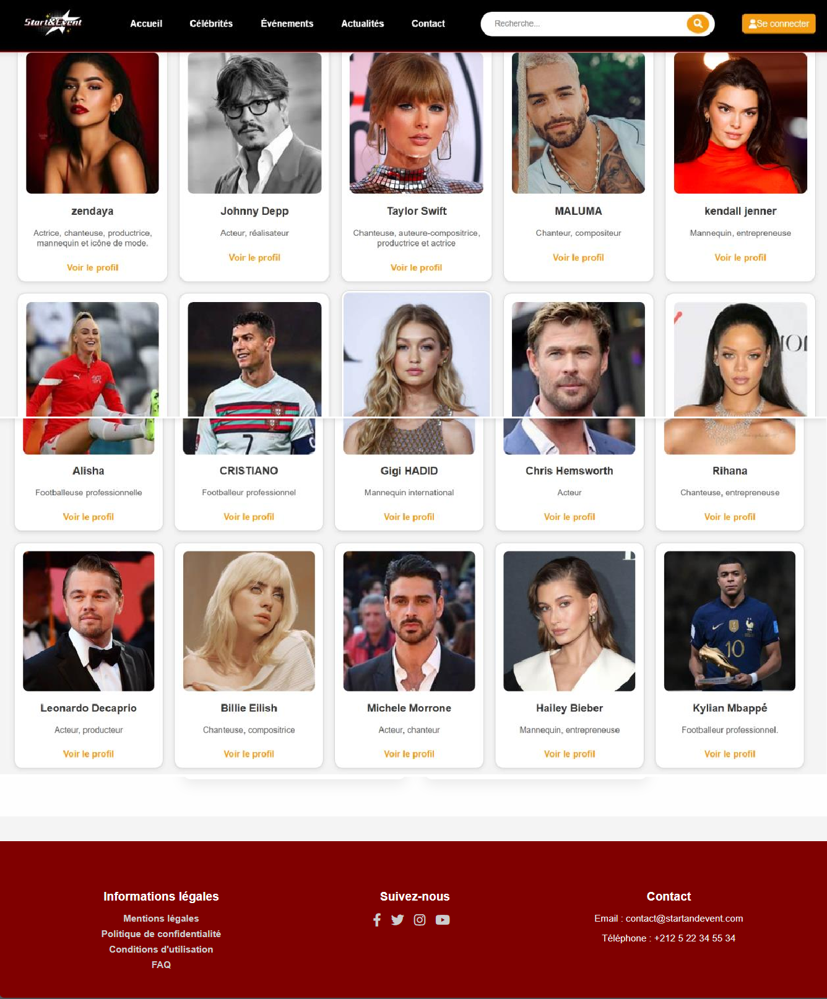 Start&Event
Accueil
Célébrités
Événements
Actualités
Contact
Recherche...
Se connecter
zendaya
Actrice, chanteuse, productrice,
mannequin et icône de mode.
Voir le profil
Johnny Depp
Acteur, réalisateur
Voir le profil
Taylor Swift
Chanteuse, auteure-compositrice,
productrice et actrice
Voir le profil
MALUMA
Chanteur, compositeur
Voir le profil
kendall jenner
Mannequin, entrepreneuse
Voir le profil
7
Alisha
Footballeuse professionnelle
Voir le profil
CRISTIANO
Footballeur professionnel
Voir le profil
Gigi HADID
Mannequin international
Voir le profil
Chris Hemsworth
Acteur
Voir le profil
Rihana
Chanteuse, entrepreneuse
Voir le profil
10
Leonardo Decaprio
Acteur, producteur
Voir le profil
Billie Eilish
Chanteuse, compositrice
Voir le profil
Michele Morrone
Acteur, chanteur
Voir le profil
Hailey Bieber
Mannequin, entrepreneuse
Voir le profil
Kylian Mbappé
Footballeur professionnel.
Voir le profil
Informations légales
Mentions légales
Politique de confidentialité
Conditions d'utilisation
FAQ
Suivez-nous
Contact
Email : contact@startandevent.com
Téléphone : +212 5 22 34 55 34